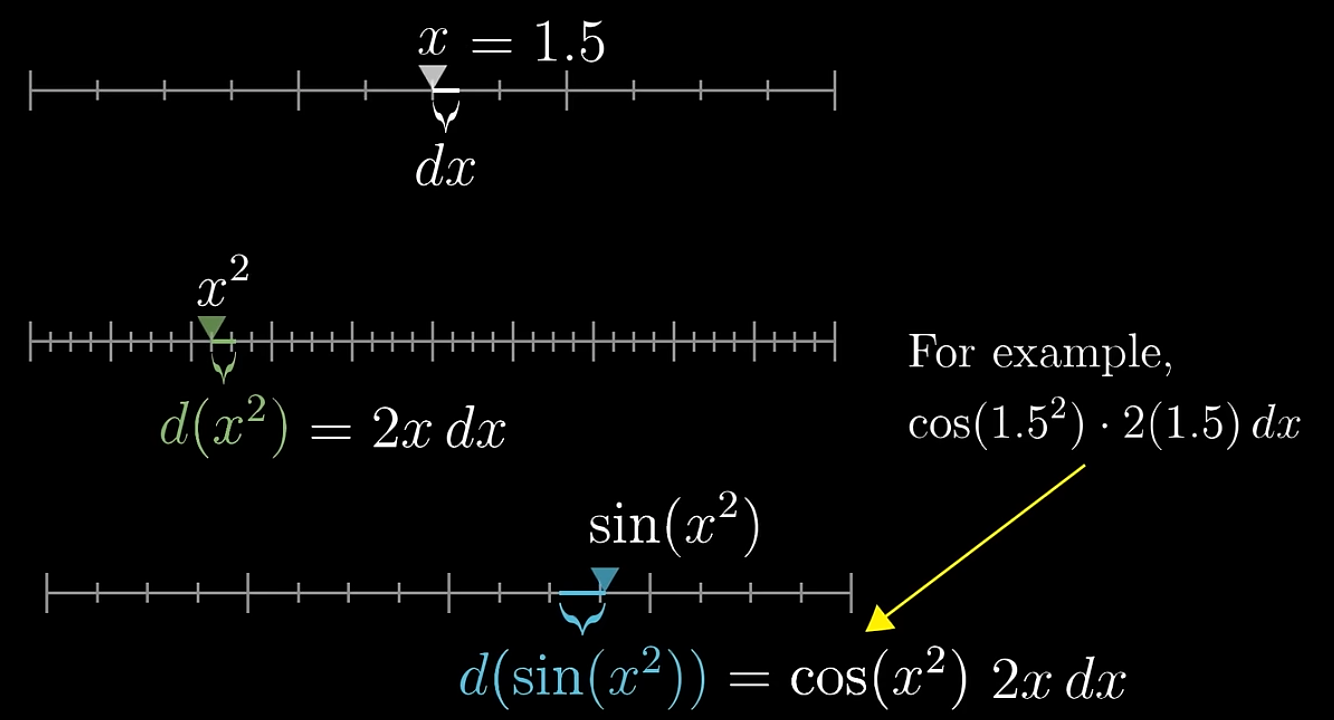 x = 1.5
dx
x²
d(x²) = 2x dx
For example,
cos(1.5²) · 2(1.5) dx
sin(x²)
d(sin(x²)) = cos(x²) 2x dx